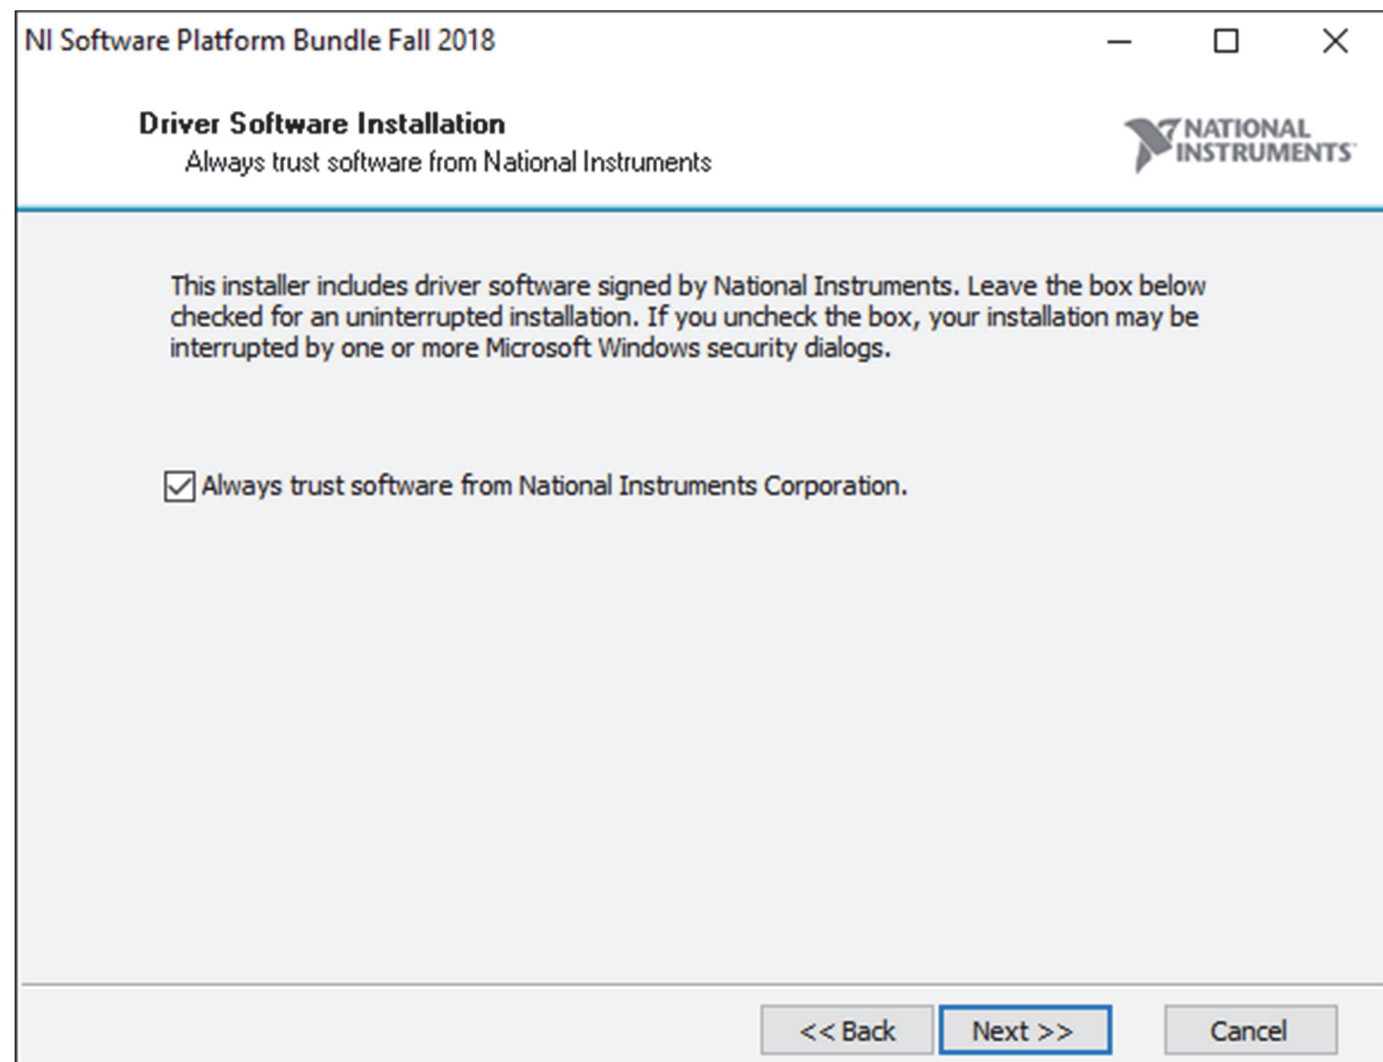 NI Software Platform Bundle Fall 2018
Driver Software Installation
Always trust software from National Instruments
NATIONAL
INSTRUMENTS™
This installer includes driver software signed by National Instruments. Leave the box below
checked for an uninterrupted installation. If you uncheck the box, your installation may be
interrupted by one or more Microsoft Windows security dialogs.
Always trust software from National Instruments Corporation.
<< Back Next >> Cancel